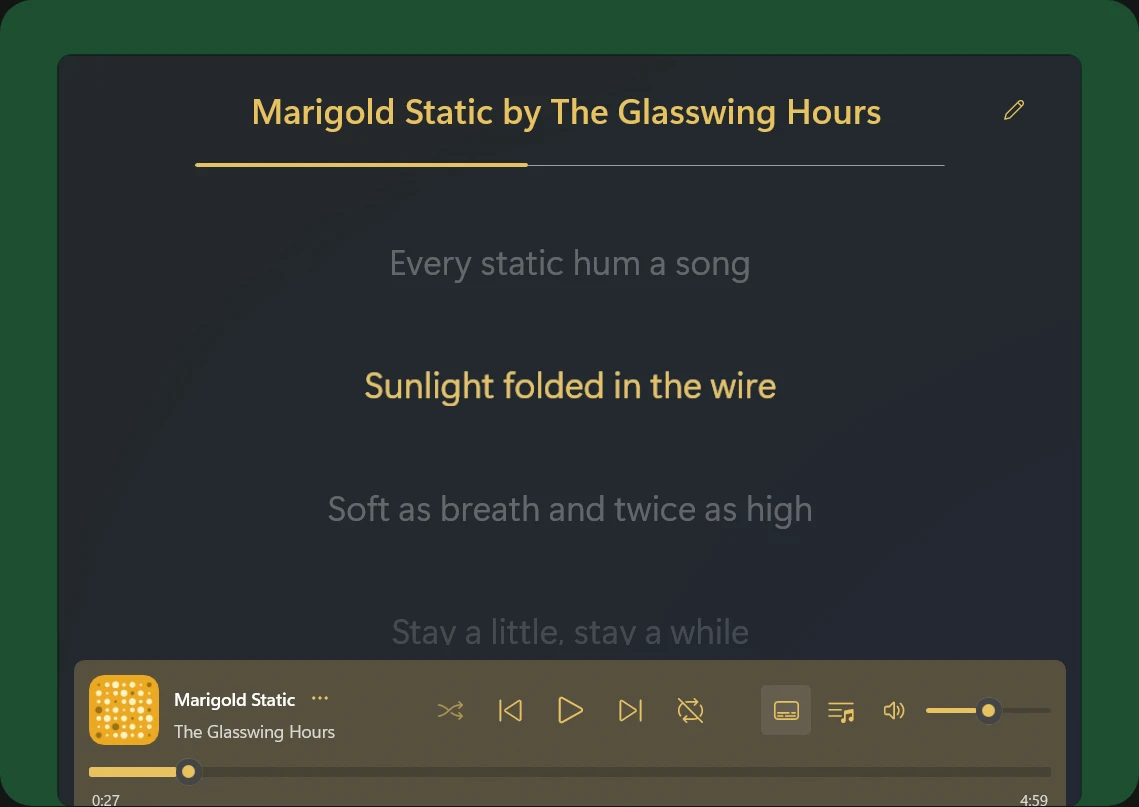 Marigold Static by The Glasswing Hours
Every static hum a song
Sunlight folded in the wire
Soft as breath and twice as high
Stay a little, stay a while
Marigold Static
The Glasswing Hours
0:27
4:59